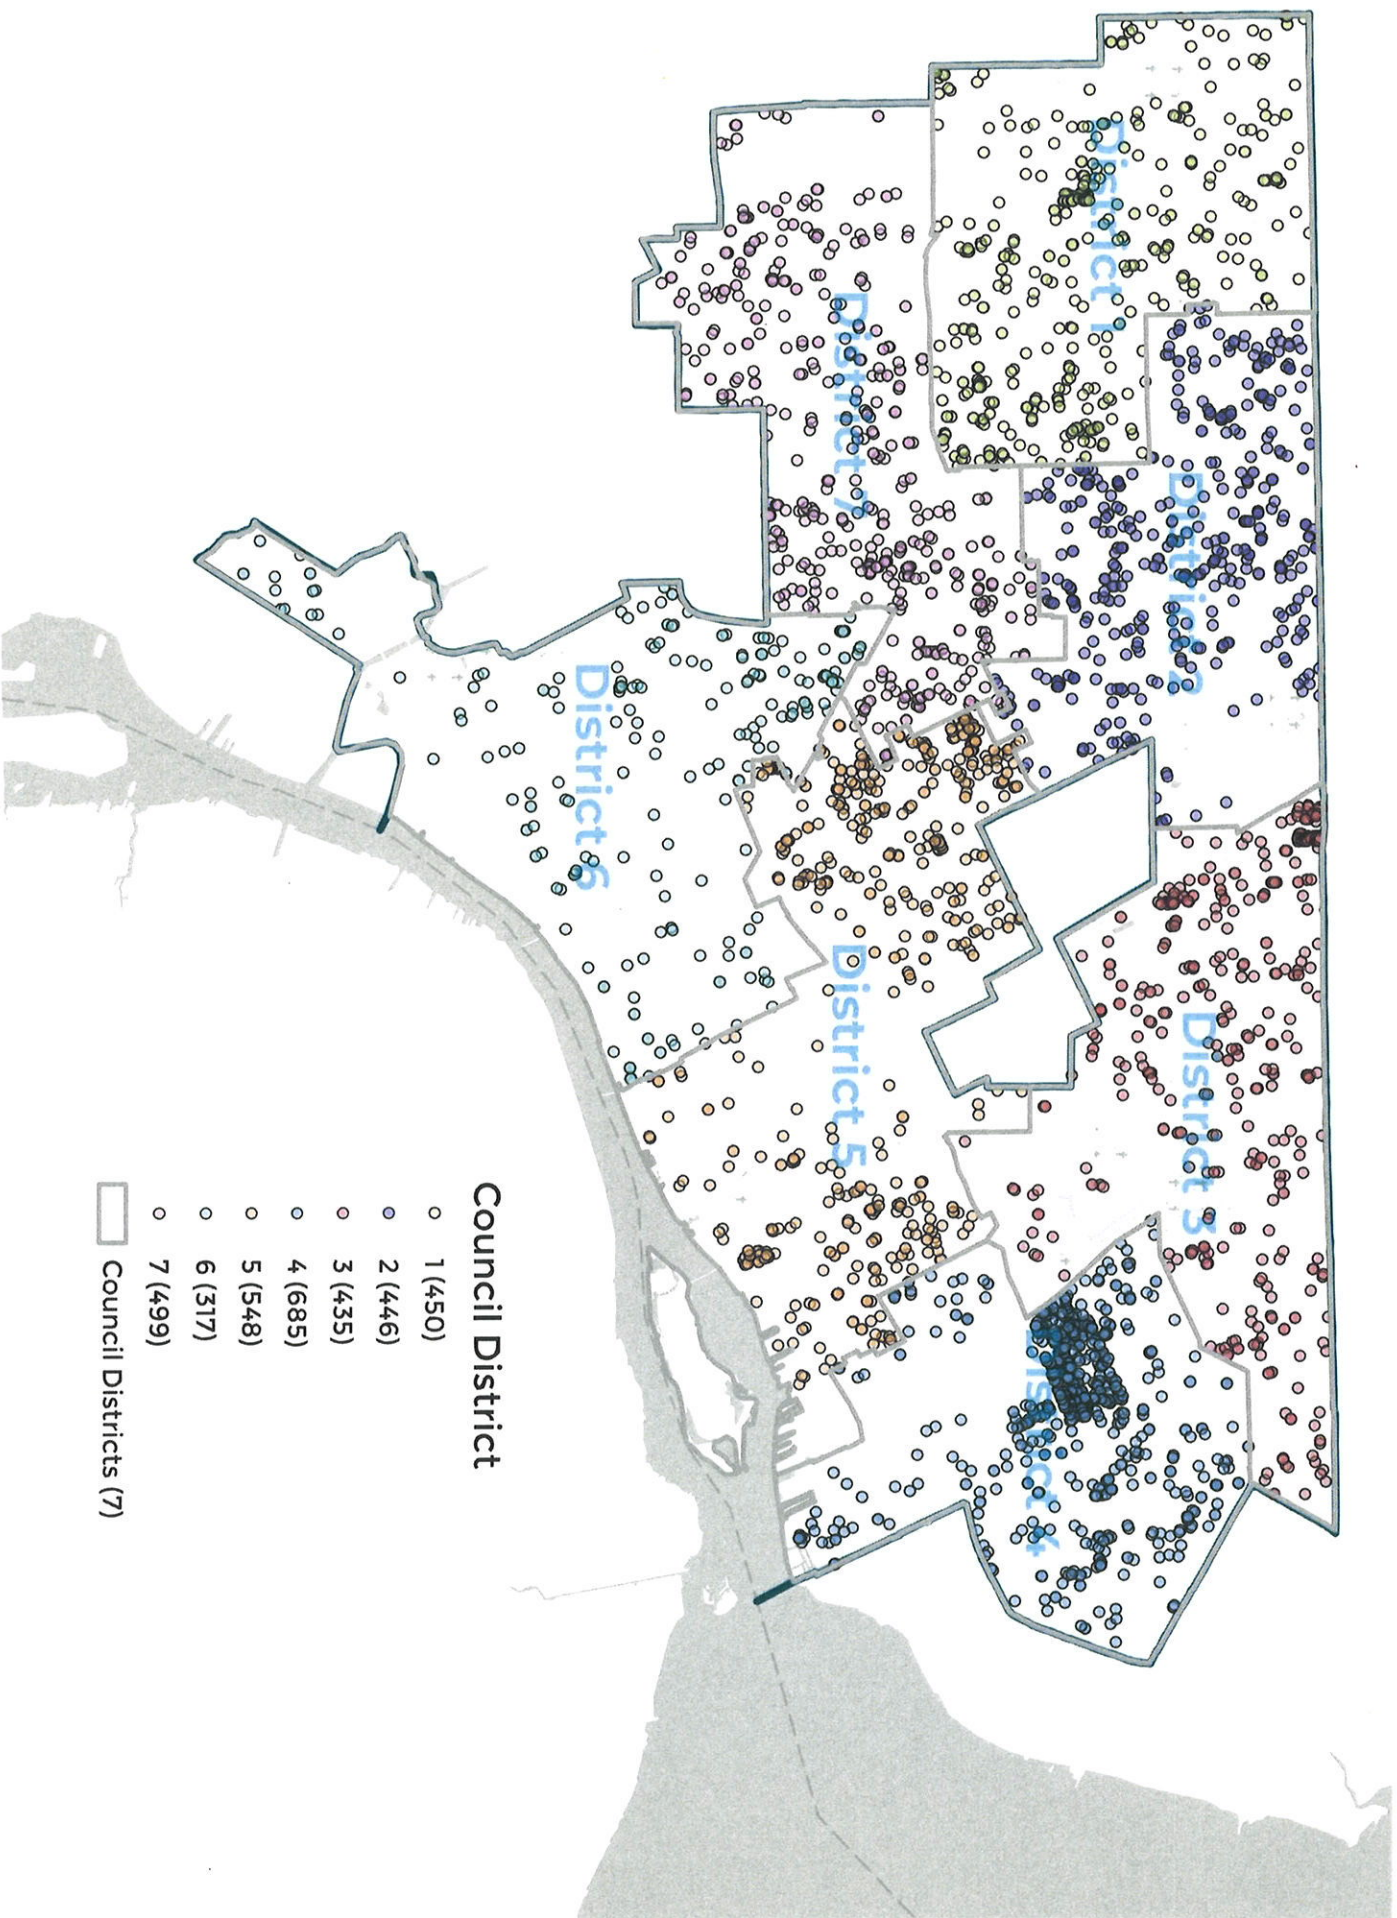 District 1
District 2
District 3
District 4
District 7
District 5
District 6
Council District
1 (450)
2 (446)
3 (435)
4 (685)
5 (548)
6 (317)
7 (499)
Council Districts (7)